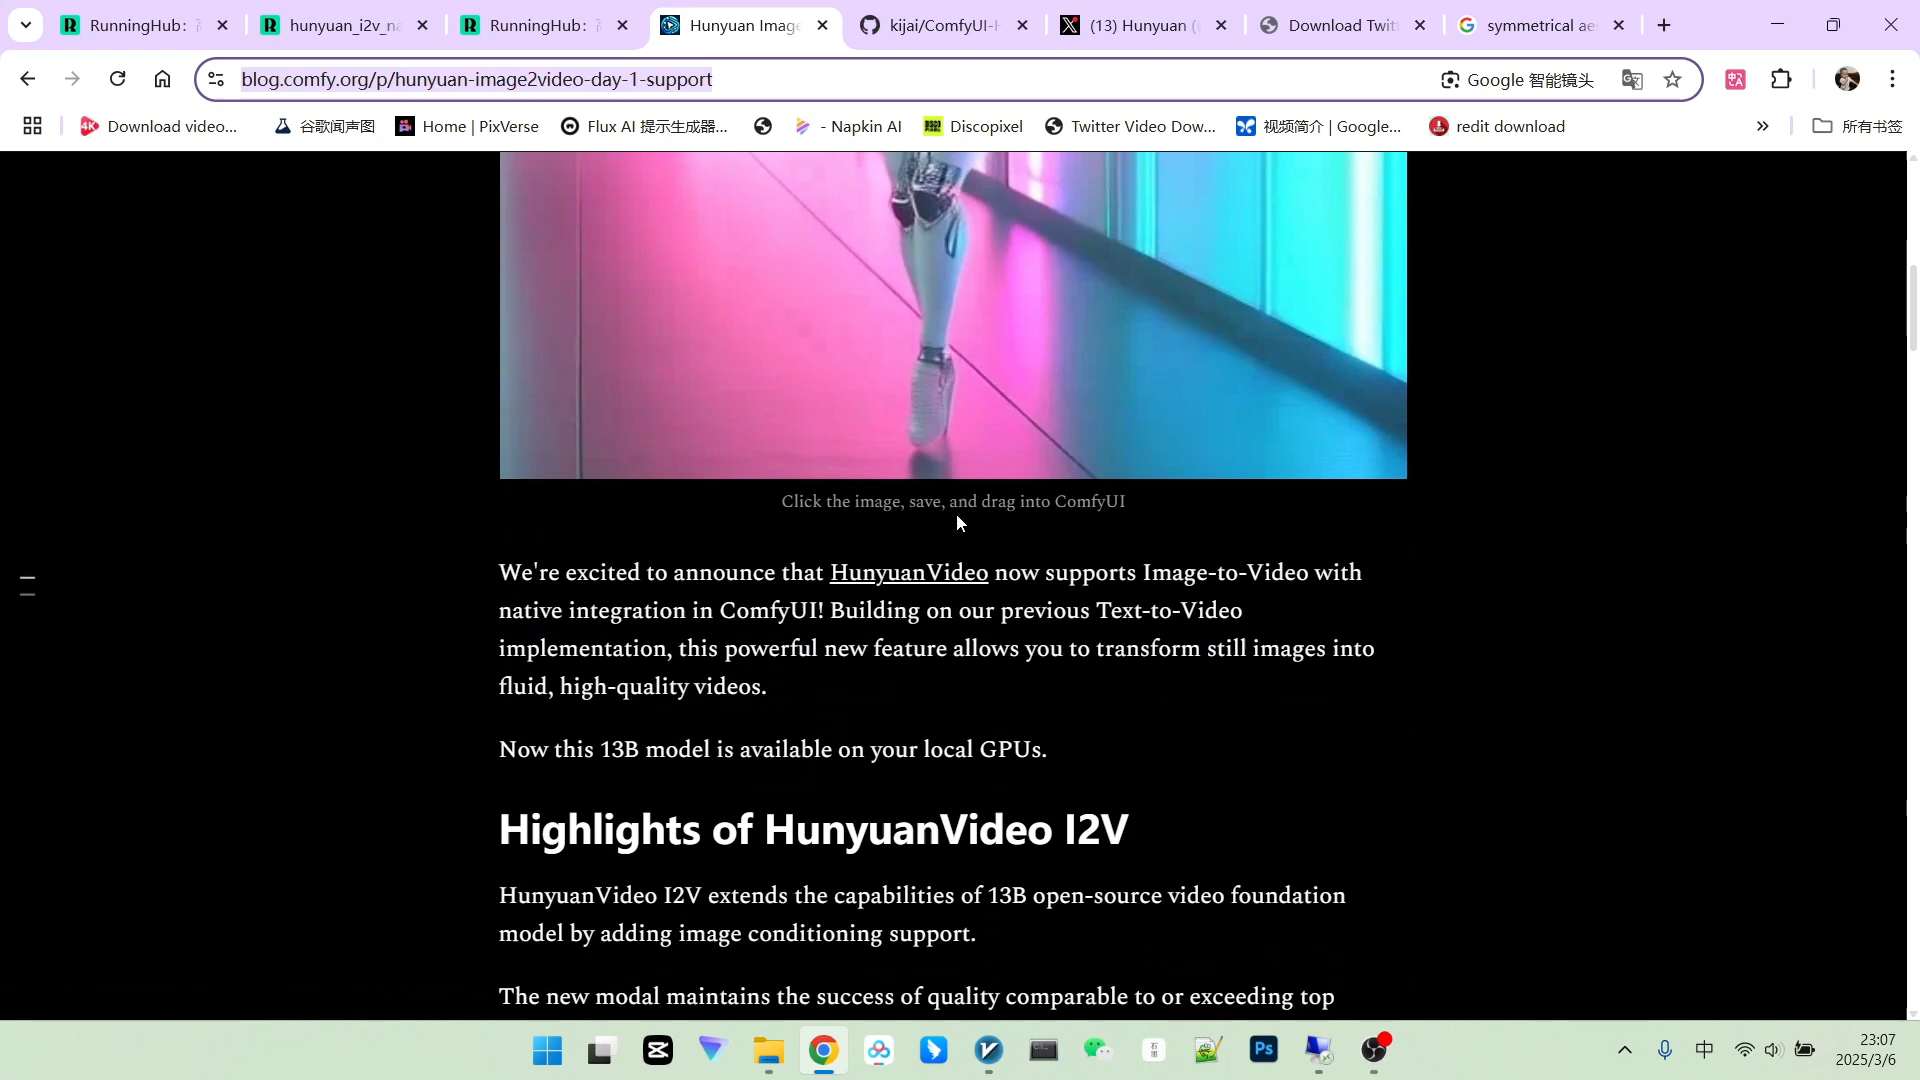 RunningHub:
hunyuan_i2v_na
RunningHub:
Hunyuan Image
kijai/ComfyUI-H
(13) Hunyuan (
Download Twit
symmetrical ae
blog.comfy.org/p/hunyuan-image2video-day-1-support
Google 智能镜头
Download video...
谷歌闻声图
Home | PixVerse
Flux AI 提示生成器...
- Napkin AI
Discopixel
Twitter Video Dow...
视频简介 | Google...
redit download
所有书签
Click the image, save, and drag into ComfyUI
We're excited to announce that HunyuanVideo now supports Image-to-Video with
native integration in ComfyUI! Building on our previous Text-to-Video
implementation, this powerful new feature allows you to transform still images into
fluid, high-quality videos.
Now this 13B model is available on your local GPUs.
Highlights of HunyuanVideo I2V
HunyuanVideo I2V extends the capabilities of 13B open-source video foundation
model by adding image conditioning support.
The new modal maintains the success of quality comparable to or exceeding top
Ps
中
23:07
2025/3/6